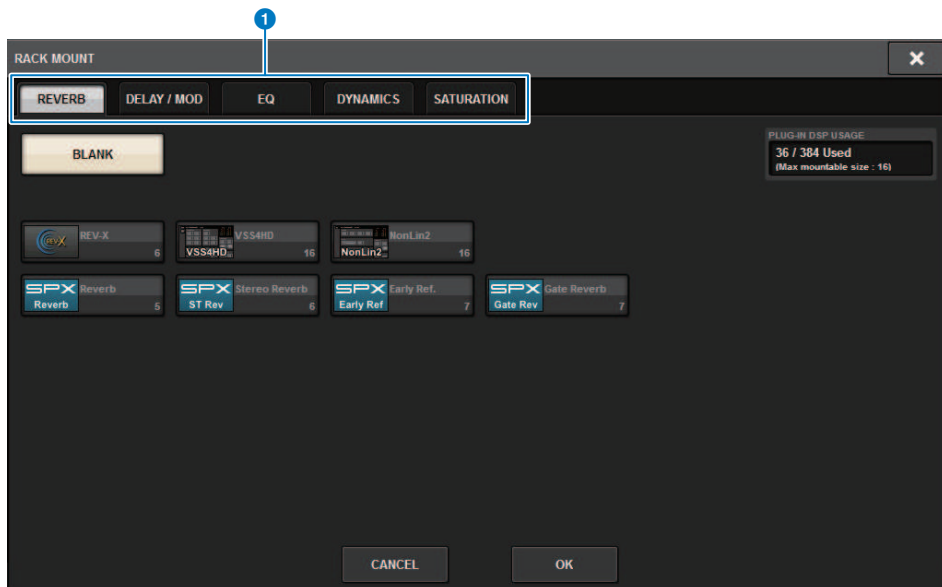 1
RACK MOUNT
REVERB DELAY / MOD EQ DYNAMICS SATURATION
BLANK
PLUG-IN DSP USAGE
36 / 384 Used
(Max mountable size : 16)
REV-X REV-X 6
VSS4HD VSS4HD 16
NonLin2 NonLin2 16
SPX Reverb Reverb 5
SPX ST Rev Stereo Reverb 6
SPX Early Ref Early Ref. 7
SPX Gate Rev Gate Reverb 7
CANCEL OK